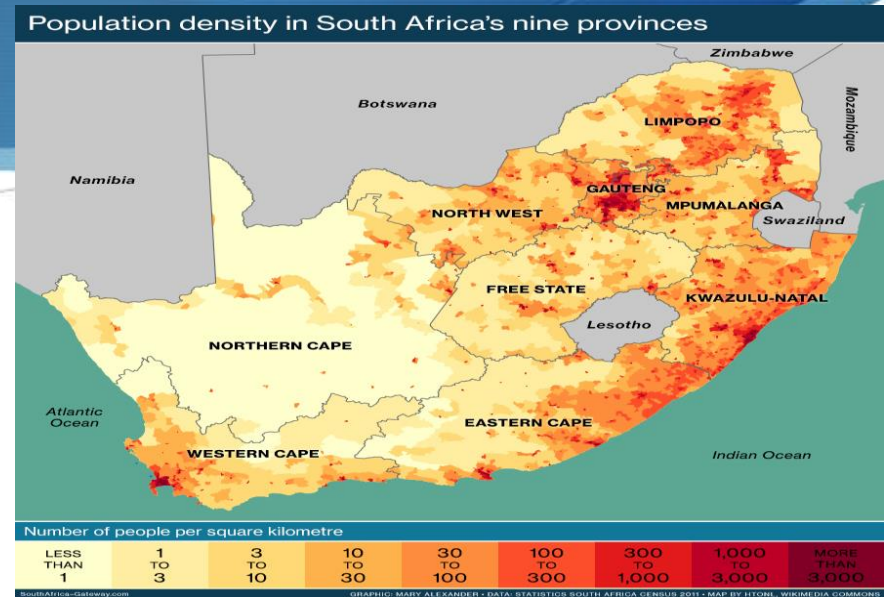 Population density in South Africa's nine provinces
Zimbabwe
Botswana
Mozambique
LIMPOPO
Namibia
GAUTENG
MPUMALANGA
NORTH WEST
Swaziland
FREE STATE
KWAZULU-NATAL
Lesotho
NORTHERN CAPE
Atlantic
Ocean
EASTERN CAPE
WESTERN CAPE
Indian Ocean
Number of people per square kilometre
LESS THAN 1
1 TO 3
3 TO 10
10 TO 30
30 TO 100
100 TO 300
300 TO 1,000
1,000 TO 3,000
MORE THAN 3,000
SouthAfrica-Gateway.com
GRAPHIC: MARY ALEXANDER • DATA: STATISTICS SOUTH AFRICA CENSUS 2011 • MAP BY HTONL, WIKIMEDIA COMMONS